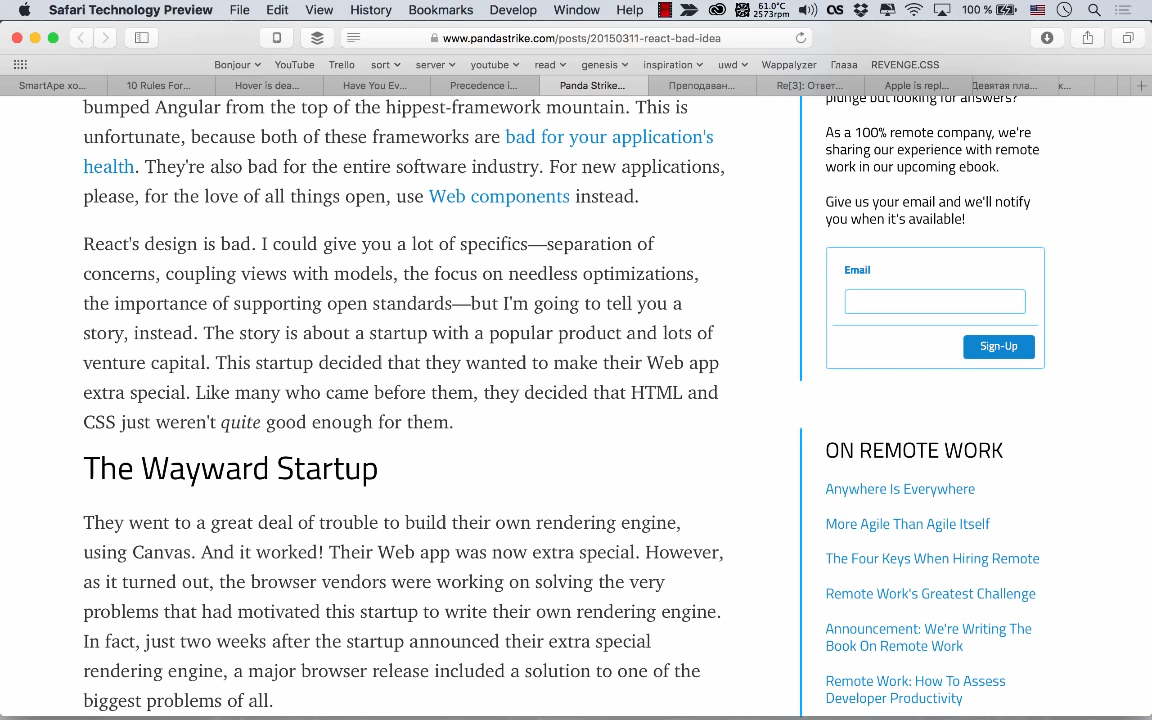 Safari Technology Preview File Edit View History Bookmarks Develop Window Help 61.0°C 2573rpm 100 %
www.pandastrike.com/posts/20150311-react-bad-idea
Bonjour YouTube Trello sort server youtube read genesis inspiration uwd Wappalyzer Глаза REVENGE.CSS
SmartApe хо... 10 Rules For... Hover is dea... Have You Ev... Precedence i... Panda Strike... Преподаван... Re[3]: Ответ... Apple is repl... Девятая пла... к...
bumped Angular from the top of the hippest-framework mountain. This is
unfortunate, because both of these frameworks are bad for your application's
health. They're also bad for the entire software industry. For new applications,
please, for the love of all things open, use Web components instead.
React's design is bad. I could give you a lot of specifics—separation of
concerns, coupling views with models, the focus on needless optimizations,
the importance of supporting open standards—but I'm going to tell you a
story, instead. The story is about a startup with a popular product and lots of
venture capital. This startup decided that they wanted to make their Web app
extra special. Like many who came before them, they decided that HTML and
CSS just weren't quite good enough for them.
The Wayward Startup
They went to a great deal of trouble to build their own rendering engine,
using Canvas. And it worked! Their Web app was now extra special. However,
as it turned out, the browser vendors were working on solving the very
problems that had motivated this startup to write their own rendering engine.
In fact, just two weeks after the startup announced their extra special
rendering engine, a major browser release included a solution to one of the
biggest problems of all.
plunge but looking for answers?
As a 100% remote company, we're
sharing our experience with remote
work in our upcoming ebook.
Give us your email and we'll notify
you when it's available!
Email
Sign-Up
ON REMOTE WORK
Anywhere Is Everywhere
More Agile Than Agile Itself
The Four Keys When Hiring Remote
Remote Work's Greatest Challenge
Announcement: We're Writing The
Book On Remote Work
Remote Work: How To Assess
Developer Productivity